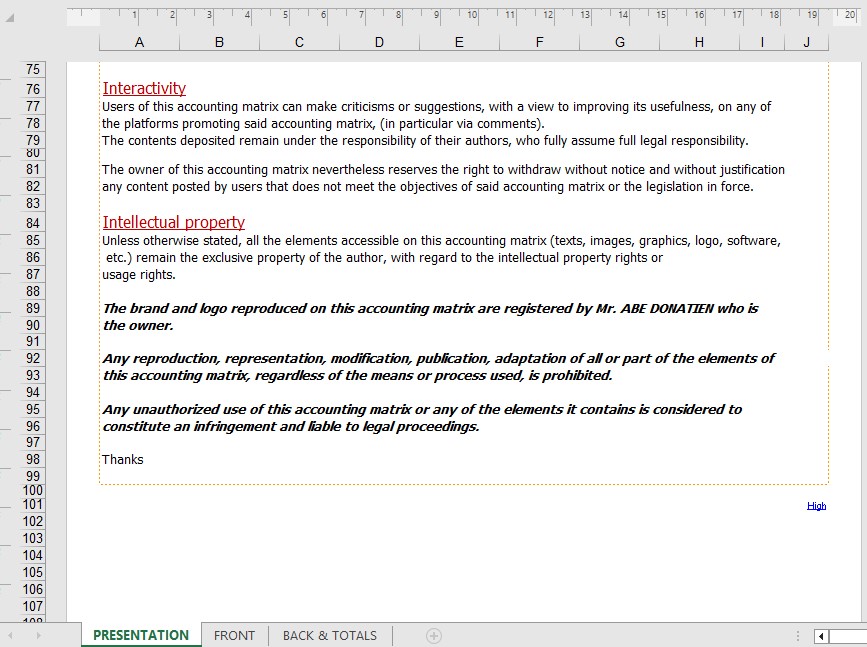 1 2 3 4 5 6 7 8 9 10 11 12 13 14 15 16 17 18 19 20
A B C D E F G H I J
75
76 Interactivity
77 Users of this accounting matrix can make criticisms or suggestions, with a view to improving its usefulness, on any of
78 the platforms promoting said accounting matrix, (in particular via comments).
79 The contents deposited remain under the responsibility of their authors, who fully assume full legal responsibility.
80
81 The owner of this accounting matrix nevertheless reserves the right to withdraw without notice and without justification
82 any content posted by users that does not meet the objectives of said accounting matrix or the legislation in force.
83
84 Intellectual property
85 Unless otherwise stated, all the elements accessible on this accounting matrix (texts, images, graphics, logo, software,
86 etc.) remain the exclusive property of the author, with regard to the intellectual property rights or
87 usage rights.
88
89 The brand and logo reproduced on this accounting matrix are registered by Mr. ABE DONATIEN who is
90 the owner.
91
92 Any reproduction, representation, modification, publication, adaptation of all or part of the elements of
93 this accounting matrix, regardless of the means or process used, is prohibited.
94
95 Any unauthorized use of this accounting matrix or any of the elements it contains is considered to
96 constitute an infringement and liable to legal proceedings.
97
98 Thanks
99
100
101 High
102
103
104
105
106
107
108
PRESENTATION FRONT BACK & TOTALS